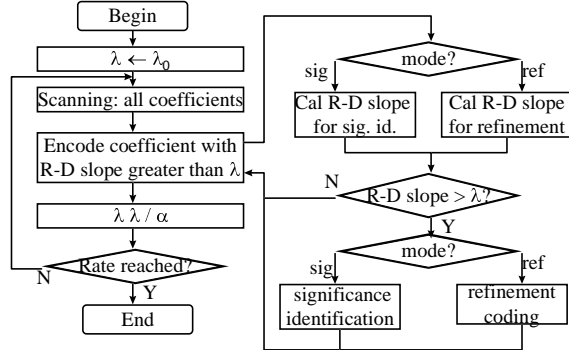 Begin
λ ← λ0
Scanning: all coefficients
Encode coefficient with
R-D slope greater than λ
λ λ / α
Rate reached?
N
Y
End
mode?
sig
ref
Cal R-D slope
for sig. id.
Cal R-D slope
for refinement
N
R-D slope > λ?
Y
mode?
sig
ref
significance
identification
refinement
coding